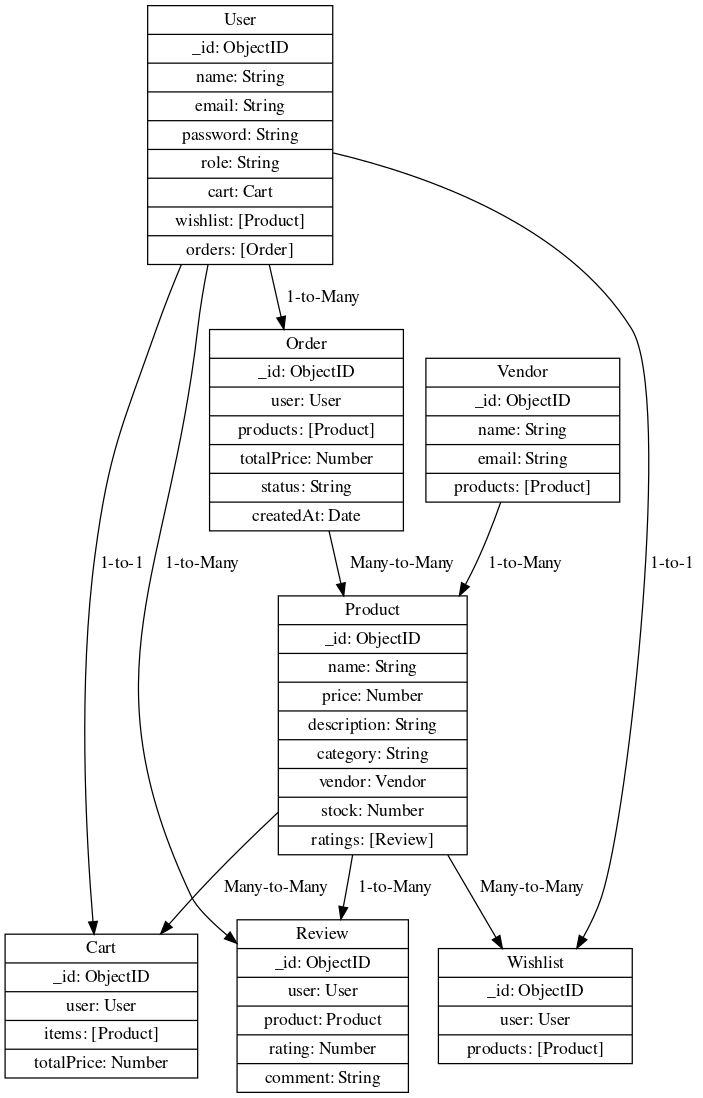 User
_id: ObjectID
name: String
email: String
password: String
role: String
cart: Cart
wishlist: [Product]
orders: [Order]
1-to-Many
Order
_id: ObjectID
user: User
products: [Product]
totalPrice: Number
status: String
createdAt: Date
Vendor
_id: ObjectID
name: String
email: String
products: [Product]
1-to-1
1-to-Many
Many-to-Many
1-to-Many
1-to-1
Product
_id: ObjectID
name: String
price: Number
description: String
category: String
vendor: Vendor
stock: Number
ratings: [Review]
Many-to-Many
1-to-Many
Many-to-Many
Cart
_id: ObjectID
user: User
items: [Product]
totalPrice: Number
Review
_id: ObjectID
user: User
product: Product
rating: Number
comment: String
Wishlist
_id: ObjectID
user: User
products: [Product]